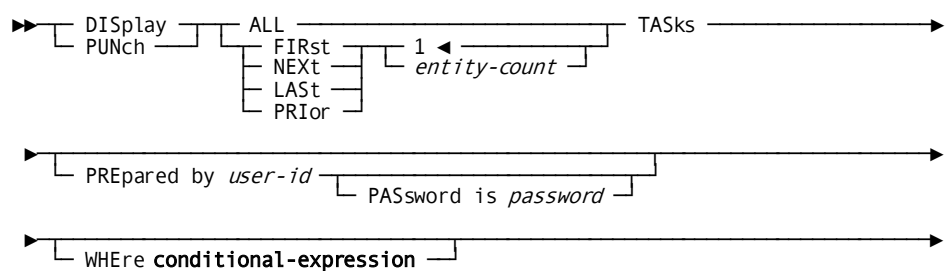 DISplay ALL TASks
PUNch FIRst 1
NEXt entity-count
LASt
PRIor
PREpared by user-id
PASsword is password
WHEre conditional-expression